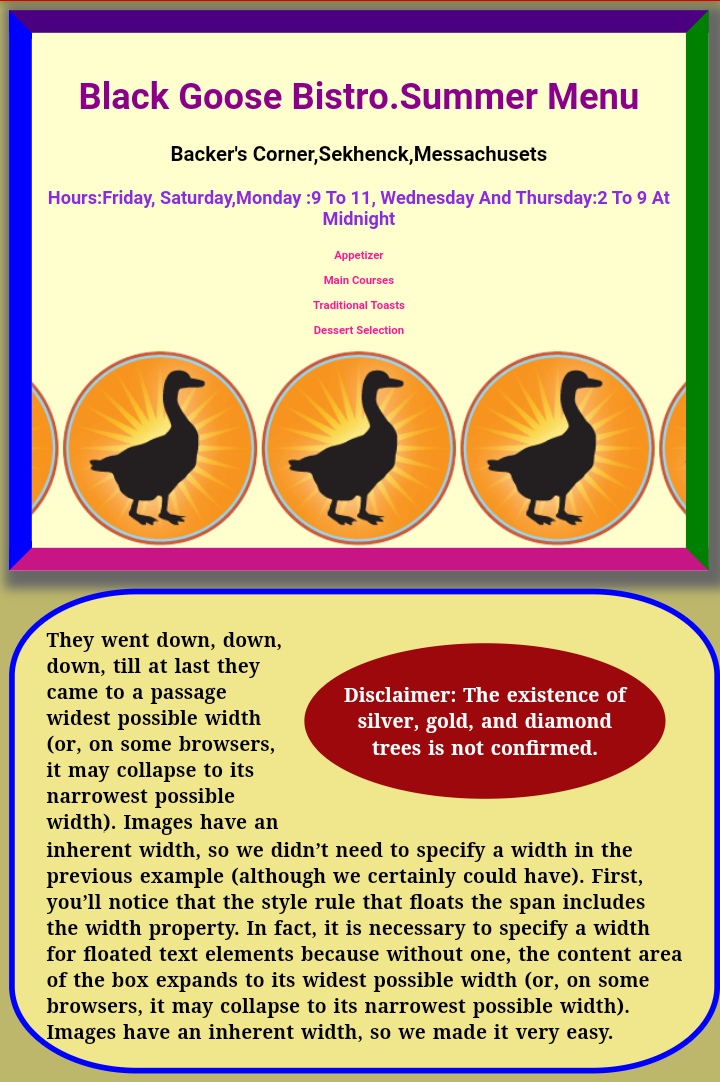 Black Goose Bistro.Summer Menu
Backer's Corner,Sekhenck,Messachusets
Hours:Friday, Saturday,Monday :9 To 11, Wednesday And Thursday:2 To 9 At
Midnight
Appetizer
Main Courses
Traditional Toasts
Dessert Selection
They went down, down,
down, till at last they
came to a passage
widest possible width
(or, on some browsers,
it may collapse to its
narrowest possible
width). Images have an
Disclaimer: The existence of
silver, gold, and diamond
trees is not confirmed.
inherent width, so we didn’t need to specify a width in the
previous example (although we certainly could have). First,
you’ll notice that the style rule that floats the span includes
the width property. In fact, it is necessary to specify a width
for floated text elements because without one, the content area
of the box expands to its widest possible width (or, on some
browsers, it may collapse to its narrowest possible width).
Images have an inherent width, so we made it very easy.